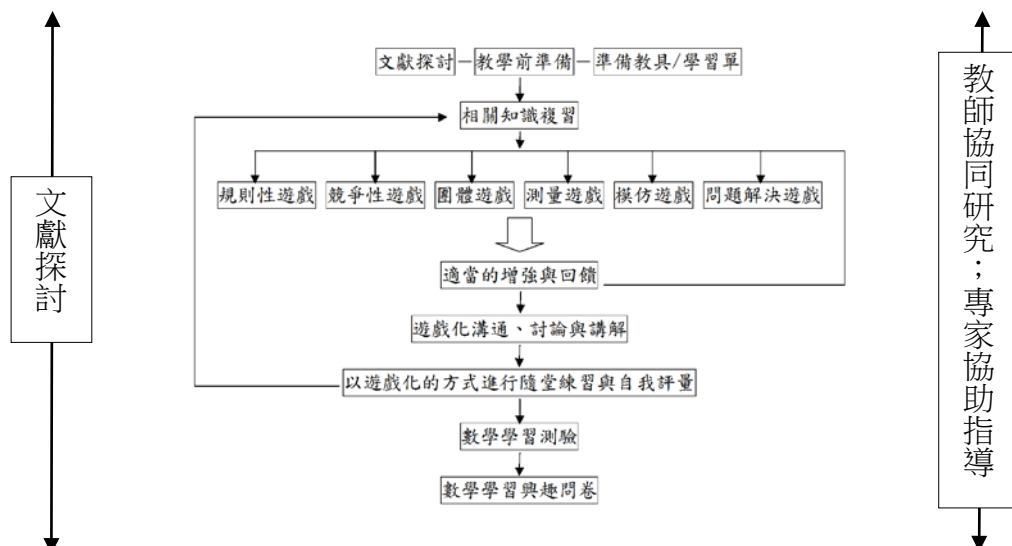 文獻探討－教學前準備－準備教具/學習單
相關知識複習
規則性遊戲 競爭性遊戲 團體遊戲 測量遊戲 模仿遊戲 問題解決遊戲
適當的增強與回饋
遊戲化溝通、討論與講解
以遊戲化的方式進行隨堂練習與自我評量
數學學習測驗
數學學習興趣問卷
文獻探討
教師協同研究；專家協助指導